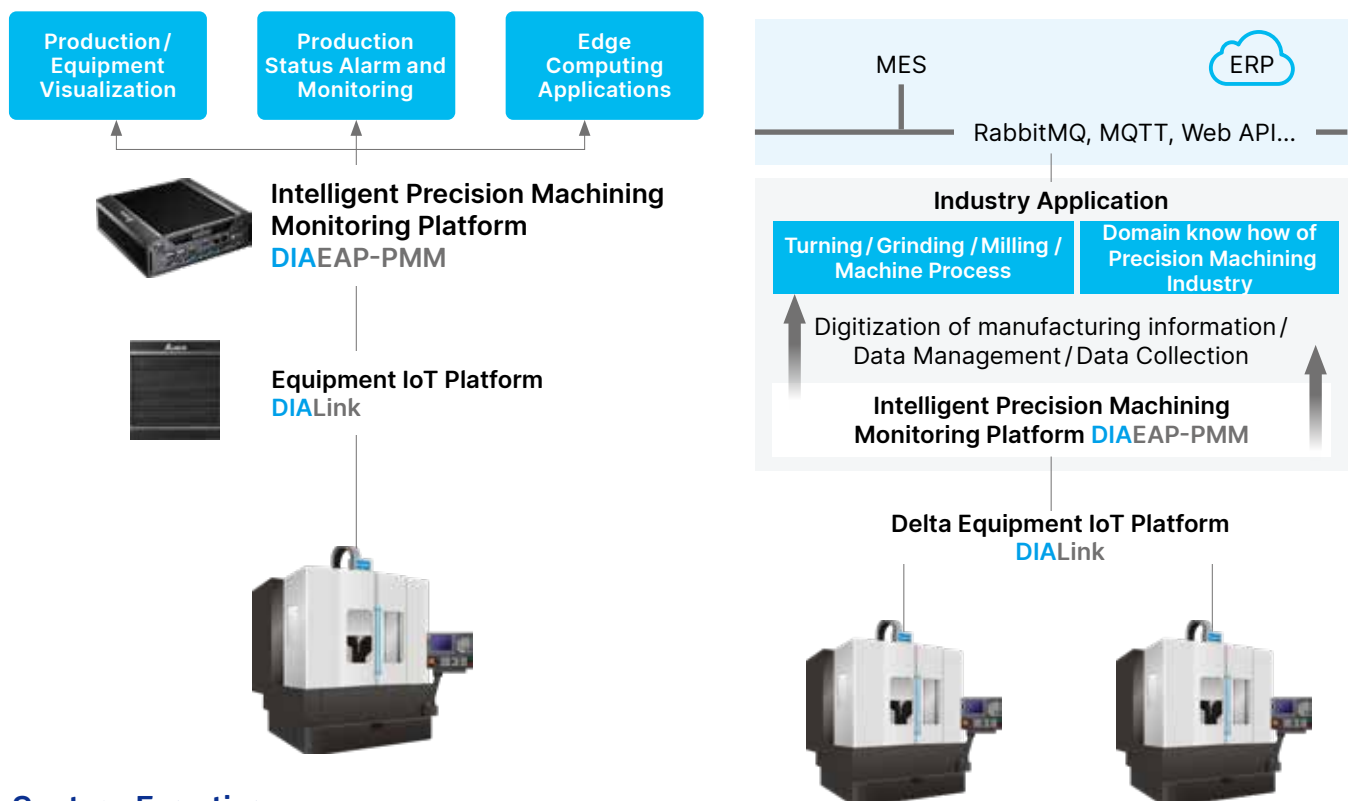 Production/
Equipment
Visualization
Production
Status Alarm and
Monitoring
Edge
Computing
Applications
Intelligent Precision Machining
Monitoring Platform
DIAEAP-PMM
Equipment IoT Platform
DIALink
MES
ERP
RabbitMQ, MQTT, Web API...
Industry Application
Turning/Grinding/Milling/
Machine Process
Domain know how of
Precision Machining
Industry
Digitization of manufacturing information/
Data Management/Data Collection
Intelligent Precision Machining
Monitoring Platform DIAEAP-PMM
Delta Equipment IoT Platform
DIALink